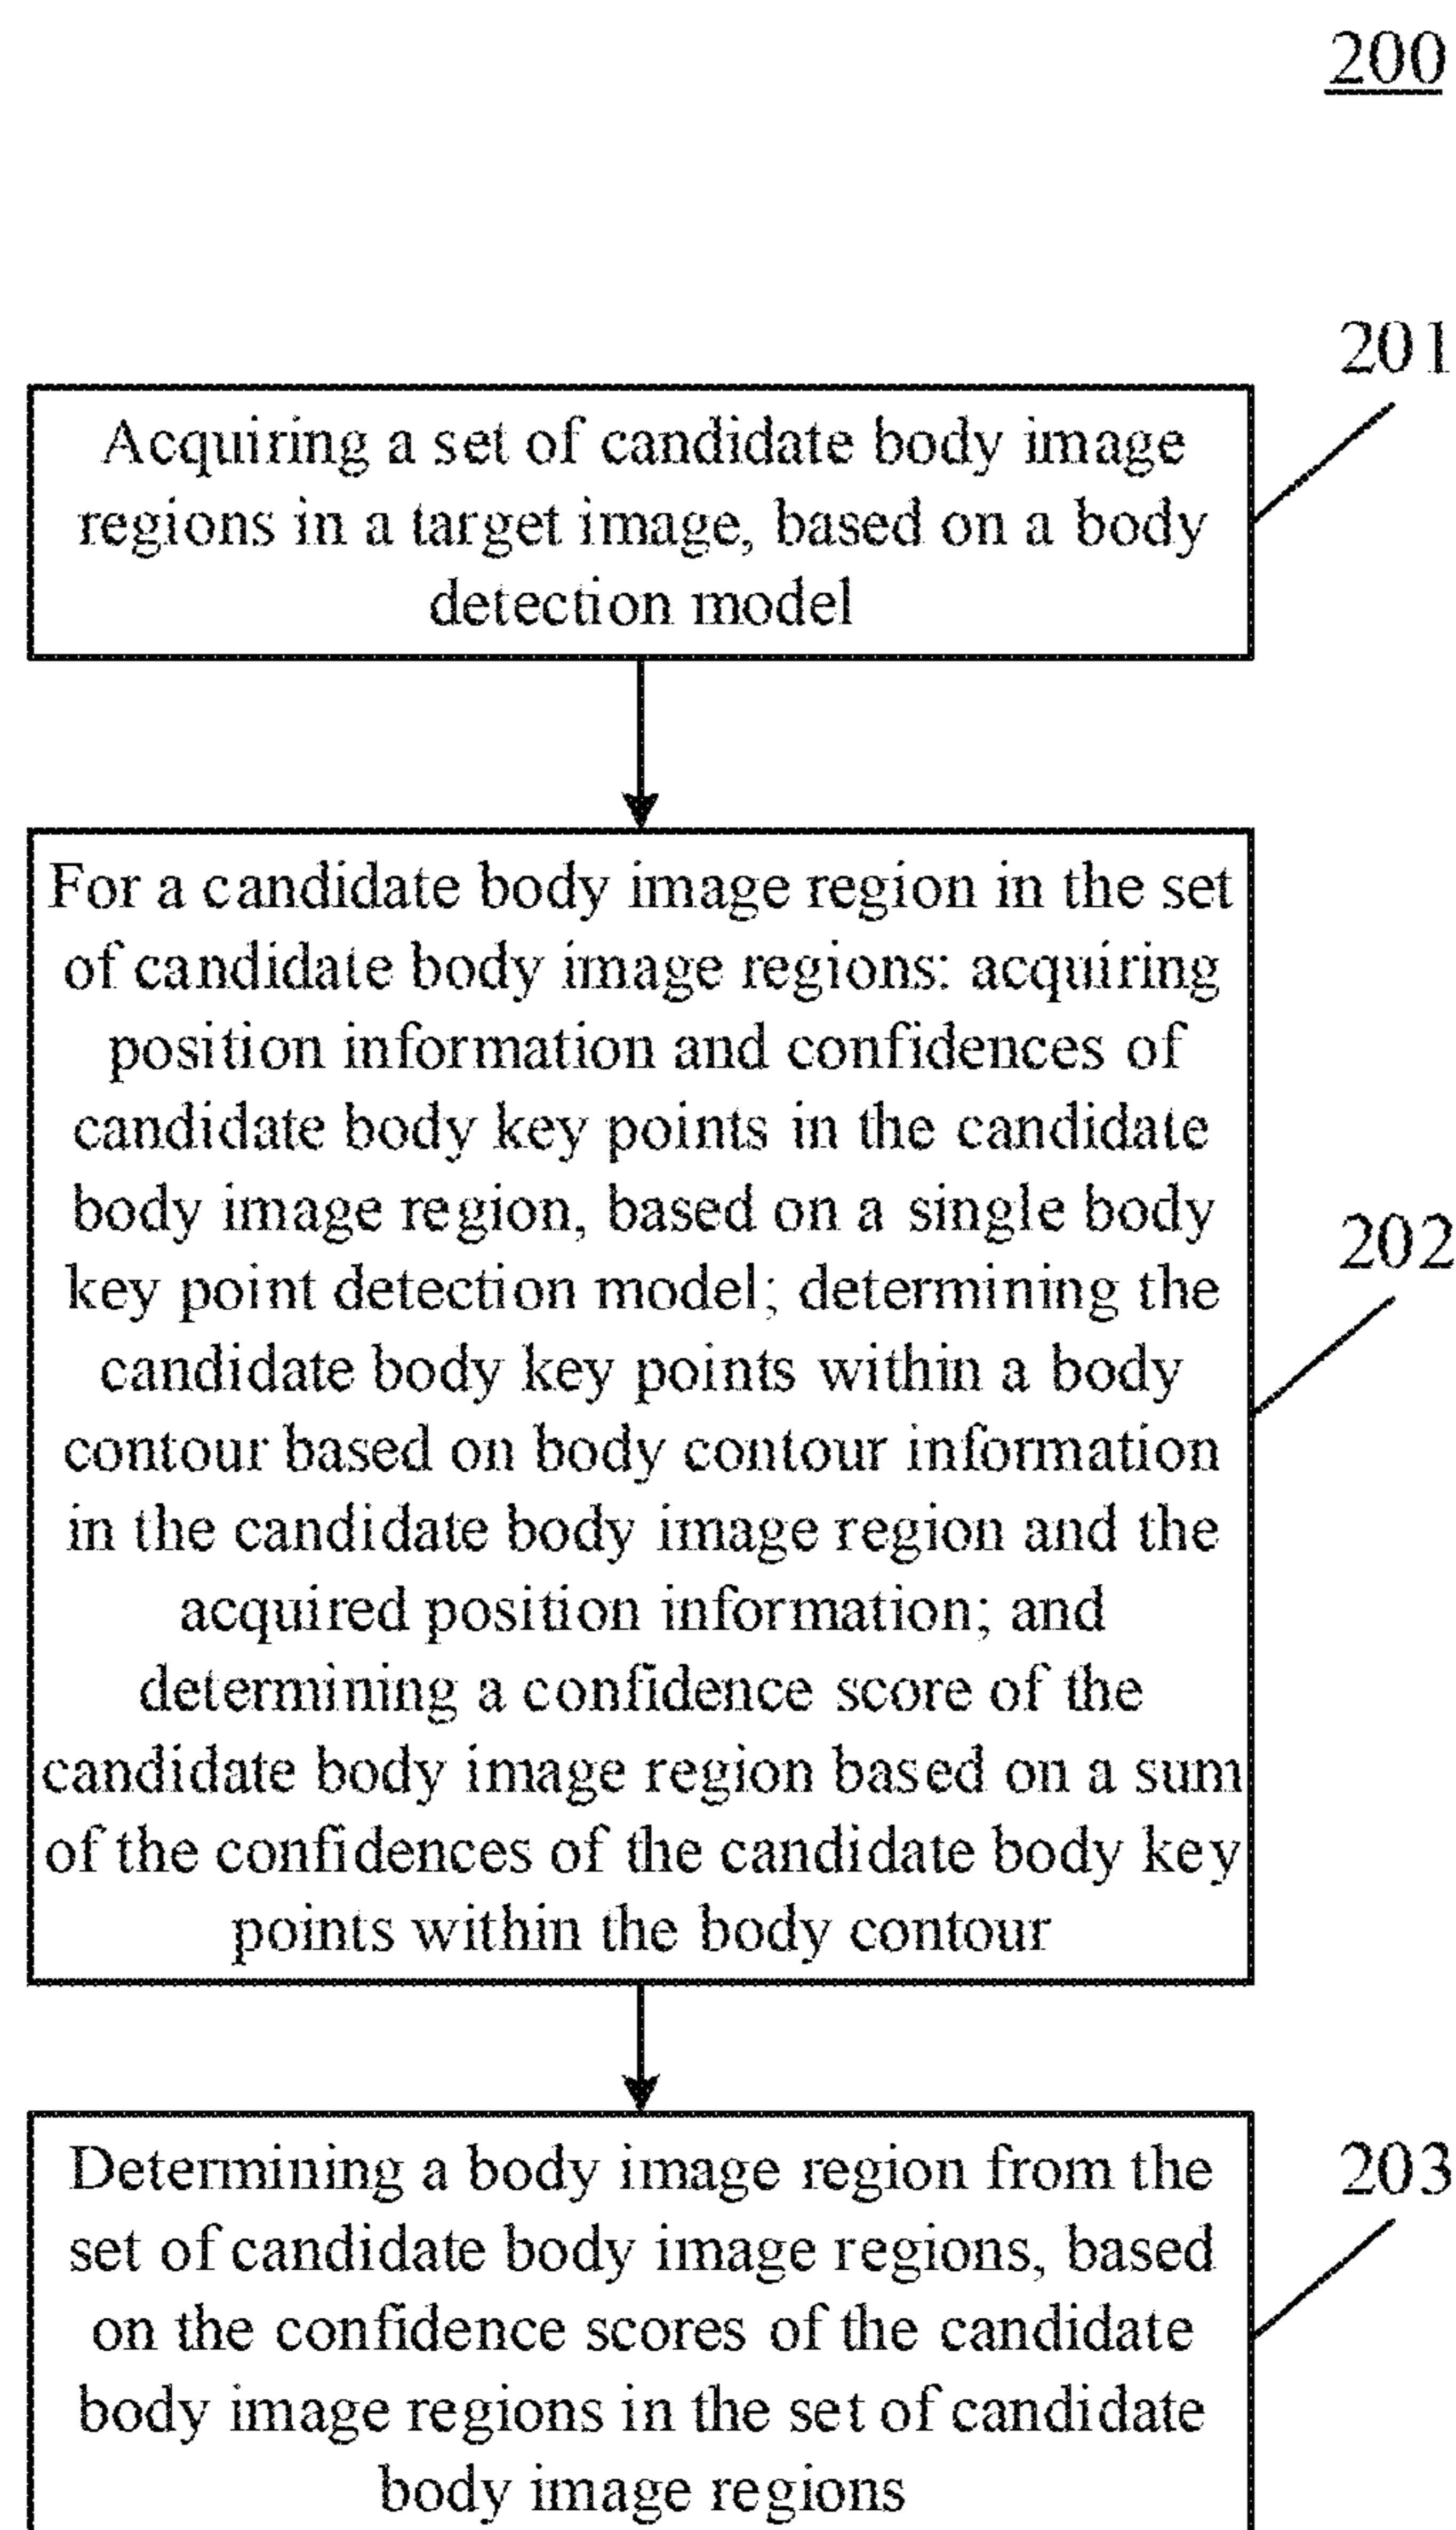 200
201
Acquiring a set of candidate body image
regions in a target image, based on a body
detection model
For a candidate body image region in the set
of candidate body image regions: acquiring
position information and confidences of
candidate body key points in the candidate
body image region, based on a single body
key point detection model; determining the
candidate body key points within a body
contour based on body contour information
in the candidate body image region and the
acquired position information; and
determining a confidence score of the
candidate body image region based on a sum
of the confidences of the candidate body key
points within the body contour
202
Determining a body image region from the
set of candidate body image regions, based
on the confidence scores of the candidate
body image regions in the set of candidate
body image regions
203